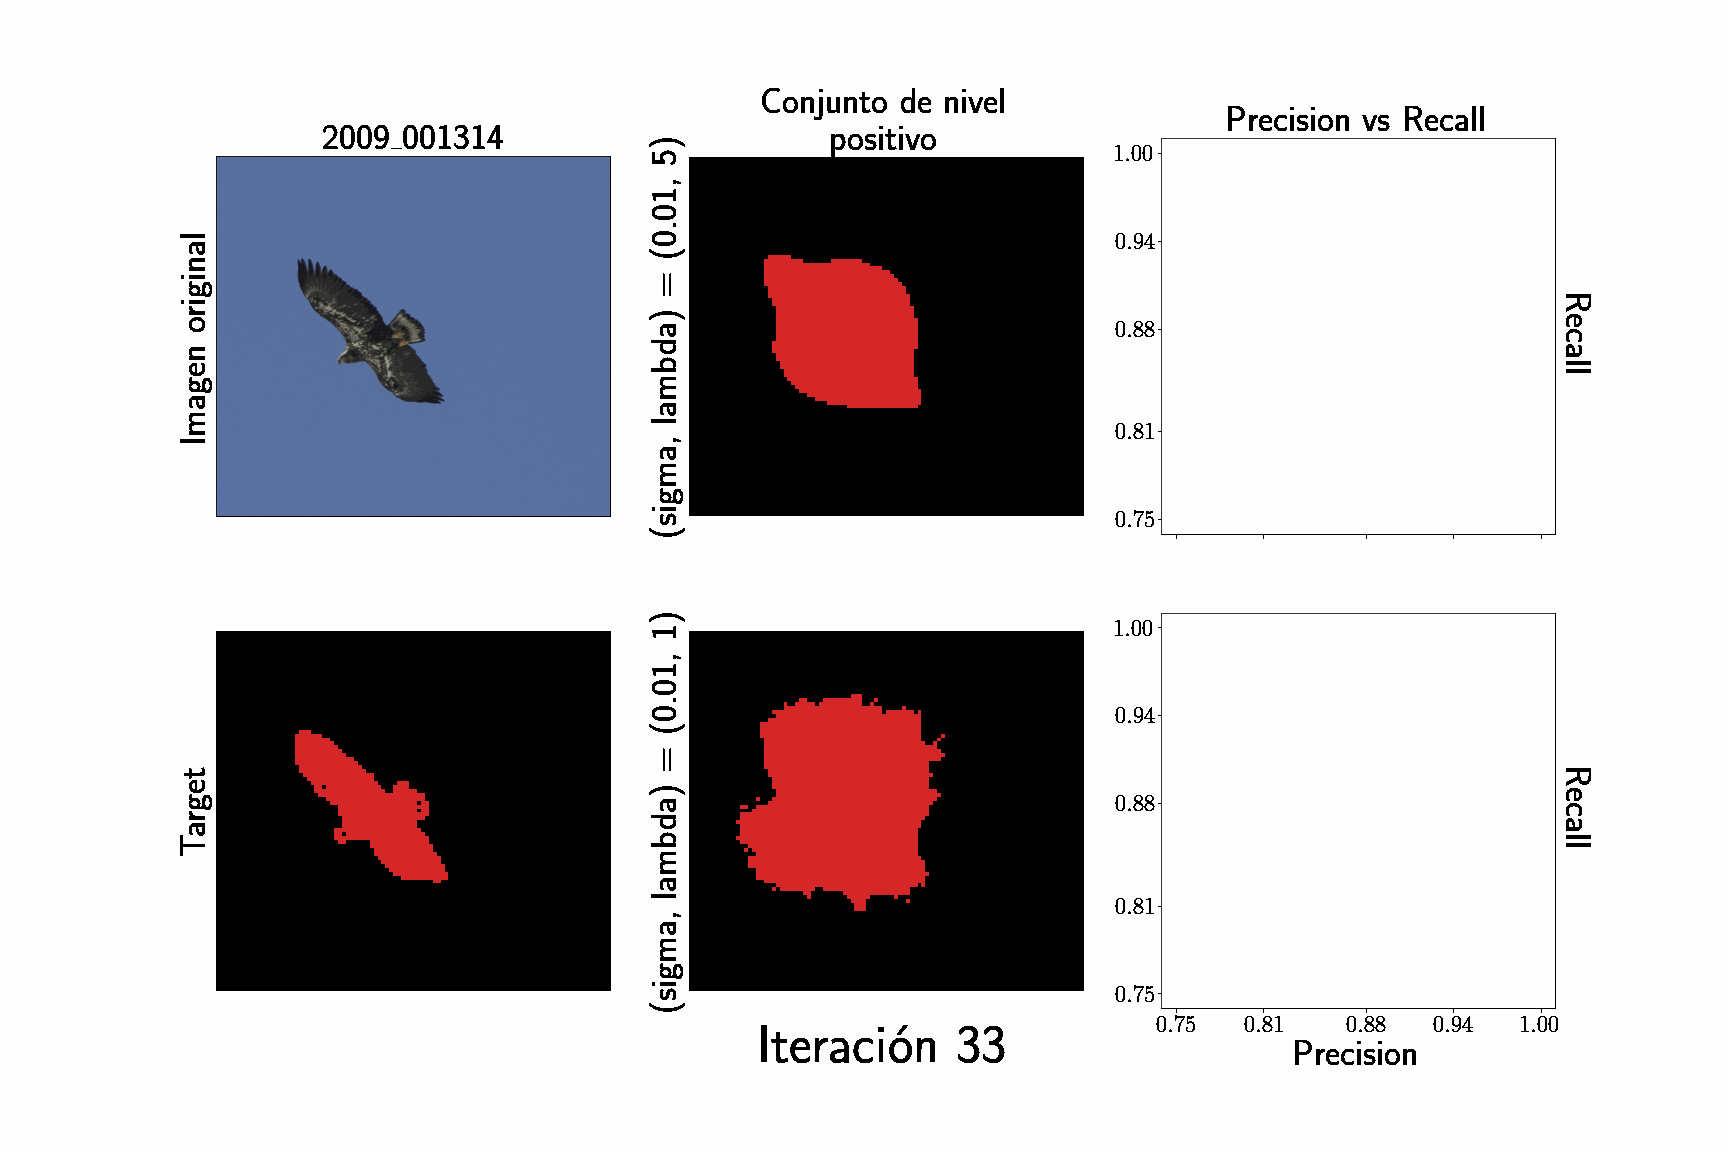 2009_001314
Imagen original
Conjunto de nivel
positivo
(sigma, lambda) = (0.01, 5)
Precision vs Recall
1.00
0.94
0.88
0.81
0.75
Recall
Target
(sigma, lambda) = (0.01, 1)
1.00
0.94
0.88
0.81
0.75
Recall
0.75 0.81 0.88 0.94 1.00
Precision
Iteración 33